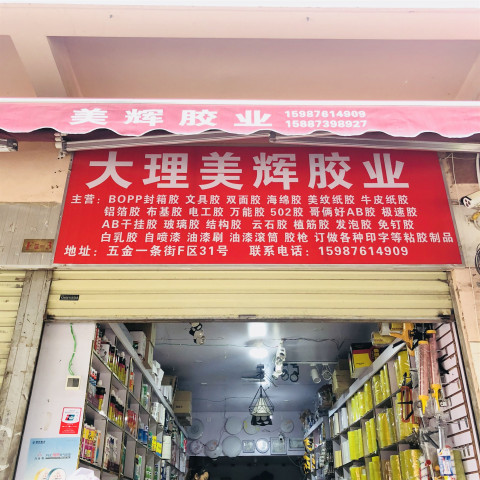 美辉胶业 15987614909
15887398927
大理美辉胶业
主营：BOPP封箱胶 文具胶 双面胶 海绵胶 美纹纸胶 牛皮纸胶
铝箔胶 布基胶 电工胶 万能胶 502胶 哥俩好AB胶 极速胶
AB干挂胶 玻璃胶 结构胶 云石胶 植筋胶 发泡胶 免钉胶
白乳胶 自喷漆 油漆刷 油漆滚筒 胶枪 订做各种印字等粘胶制品
地址：五金一条街F区31号 联系电话：15987614909